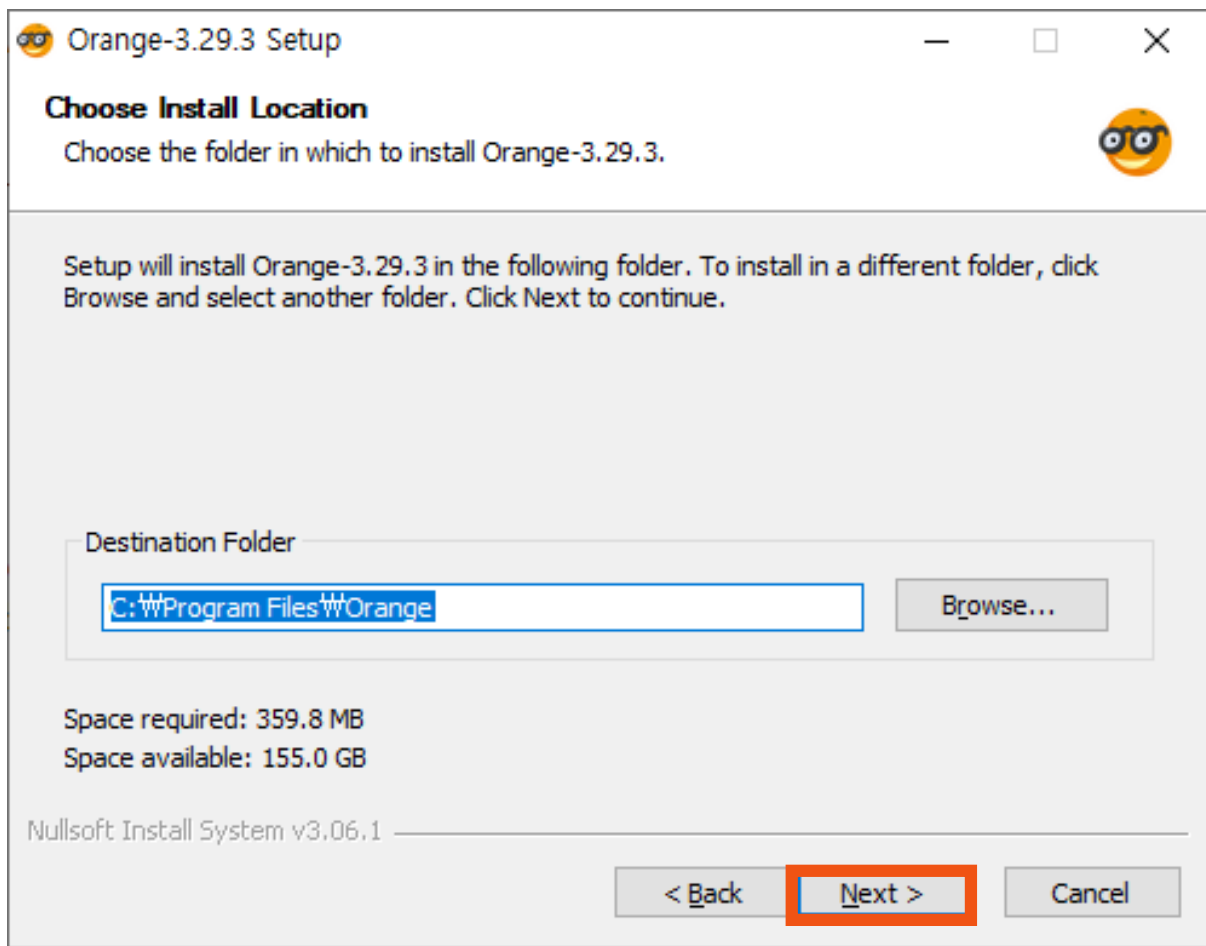 Orange-3.29.3 Setup
Choose Install Location
Choose the folder in which to install Orange-3.29.3.
Setup will install Orange-3.29.3 in the following folder. To install in a different folder, click
Browse and select another folder. Click Next to continue.
Destination Folder
C:₩Program Files₩Orange
Browse...
Space required: 359.8 MB
Space available: 155.0 GB
Nullsoft Install System v3.06.1
< Back
Next >
Cancel